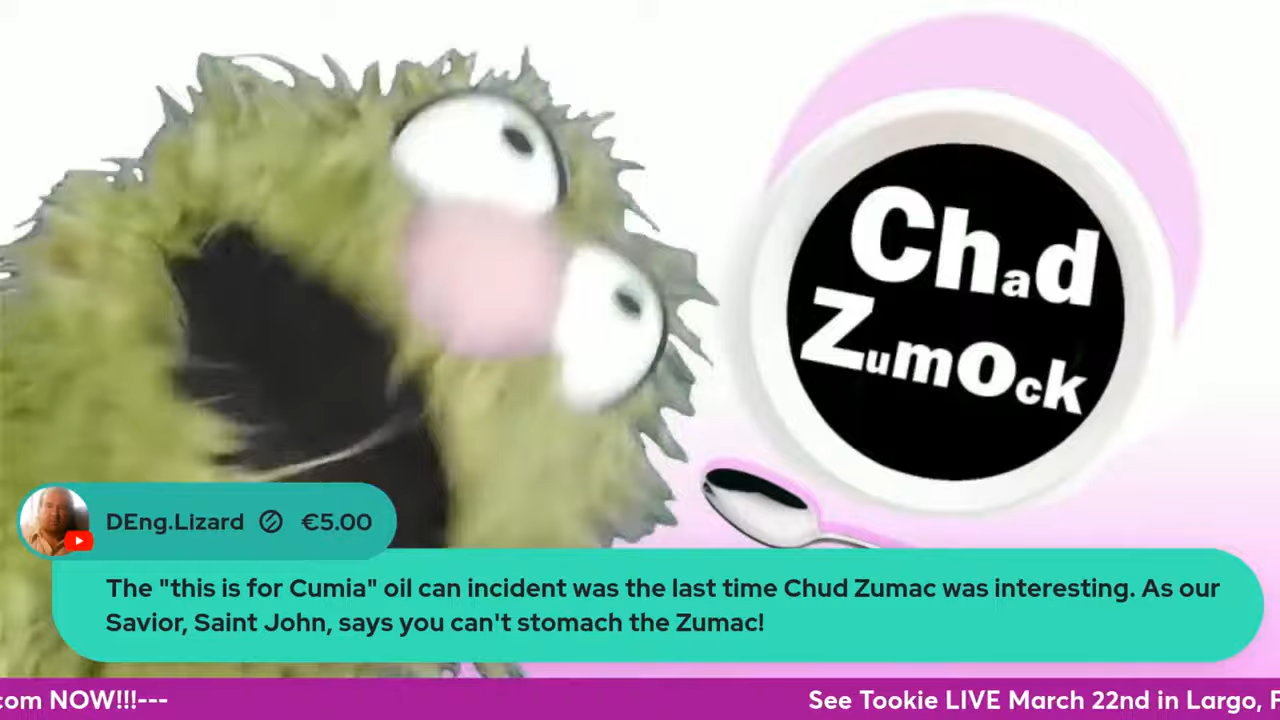 Chad
Zumock
DEng.Lizard €5.00
The "this is for Cumia" oil can incident was the last time Chud Zumac was interesting. As our
Savior, Saint John, says you can't stomach the Zumac!
com NOW!!!--- See Tookie LIVE March 22nd in Largo, F